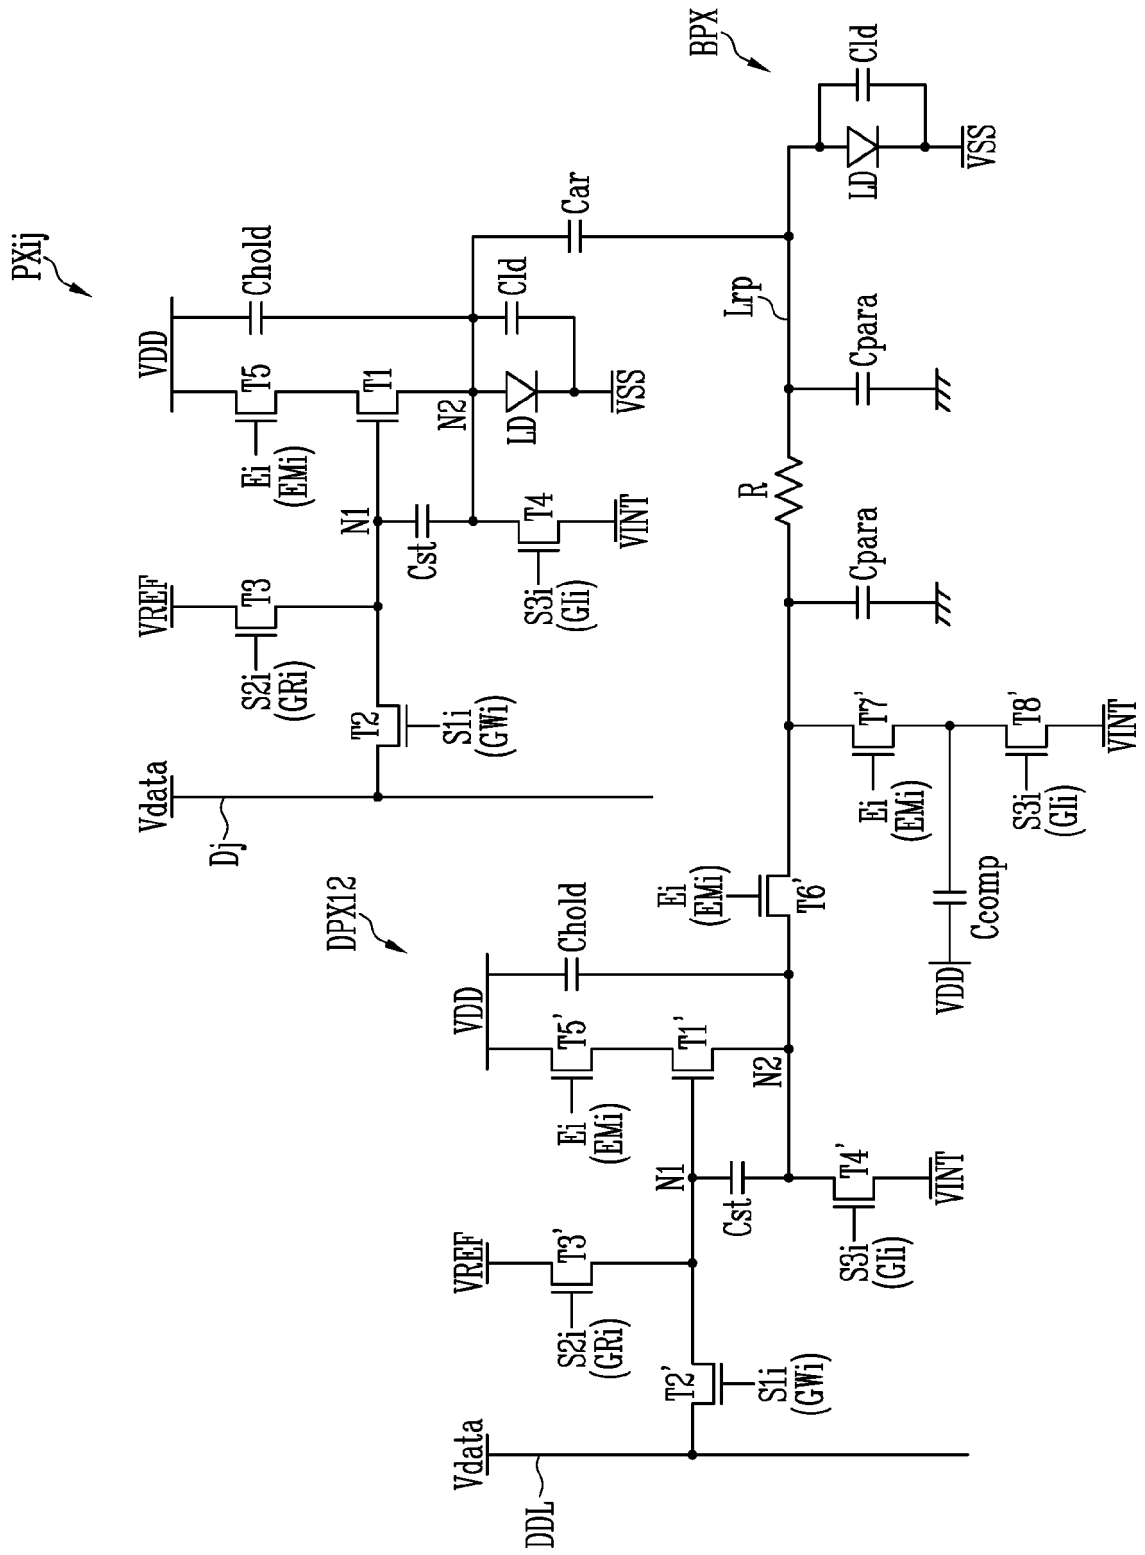 BPX
Cld
LD
VSS
PXij
VDD
Chold
Car
T5
Ei
(EMi)
T1
N2
Cld
LD
VSS
Lrp
Cpara
R
VREF
T3
S2i
(GRi)
N1
Cst
T4
S3i
(GIi)
VINT
Cpara
Vdata
T2
S1i
(GWi)
Dj
T7'
Ei
(EMi)
T8'
S3i
(GIi)
VINT
Ccomp
VDD
DPX12
Ei
(EMi)
T6'
VDD
Chold
T5'
Ei
(EMi)
T1'
N2
VREF
T3'
S2i
(GRi)
N1
Cst
T4'
S3i
(GIi)
VINT
Vdata
T2'
S1i
(GWi)
DDL